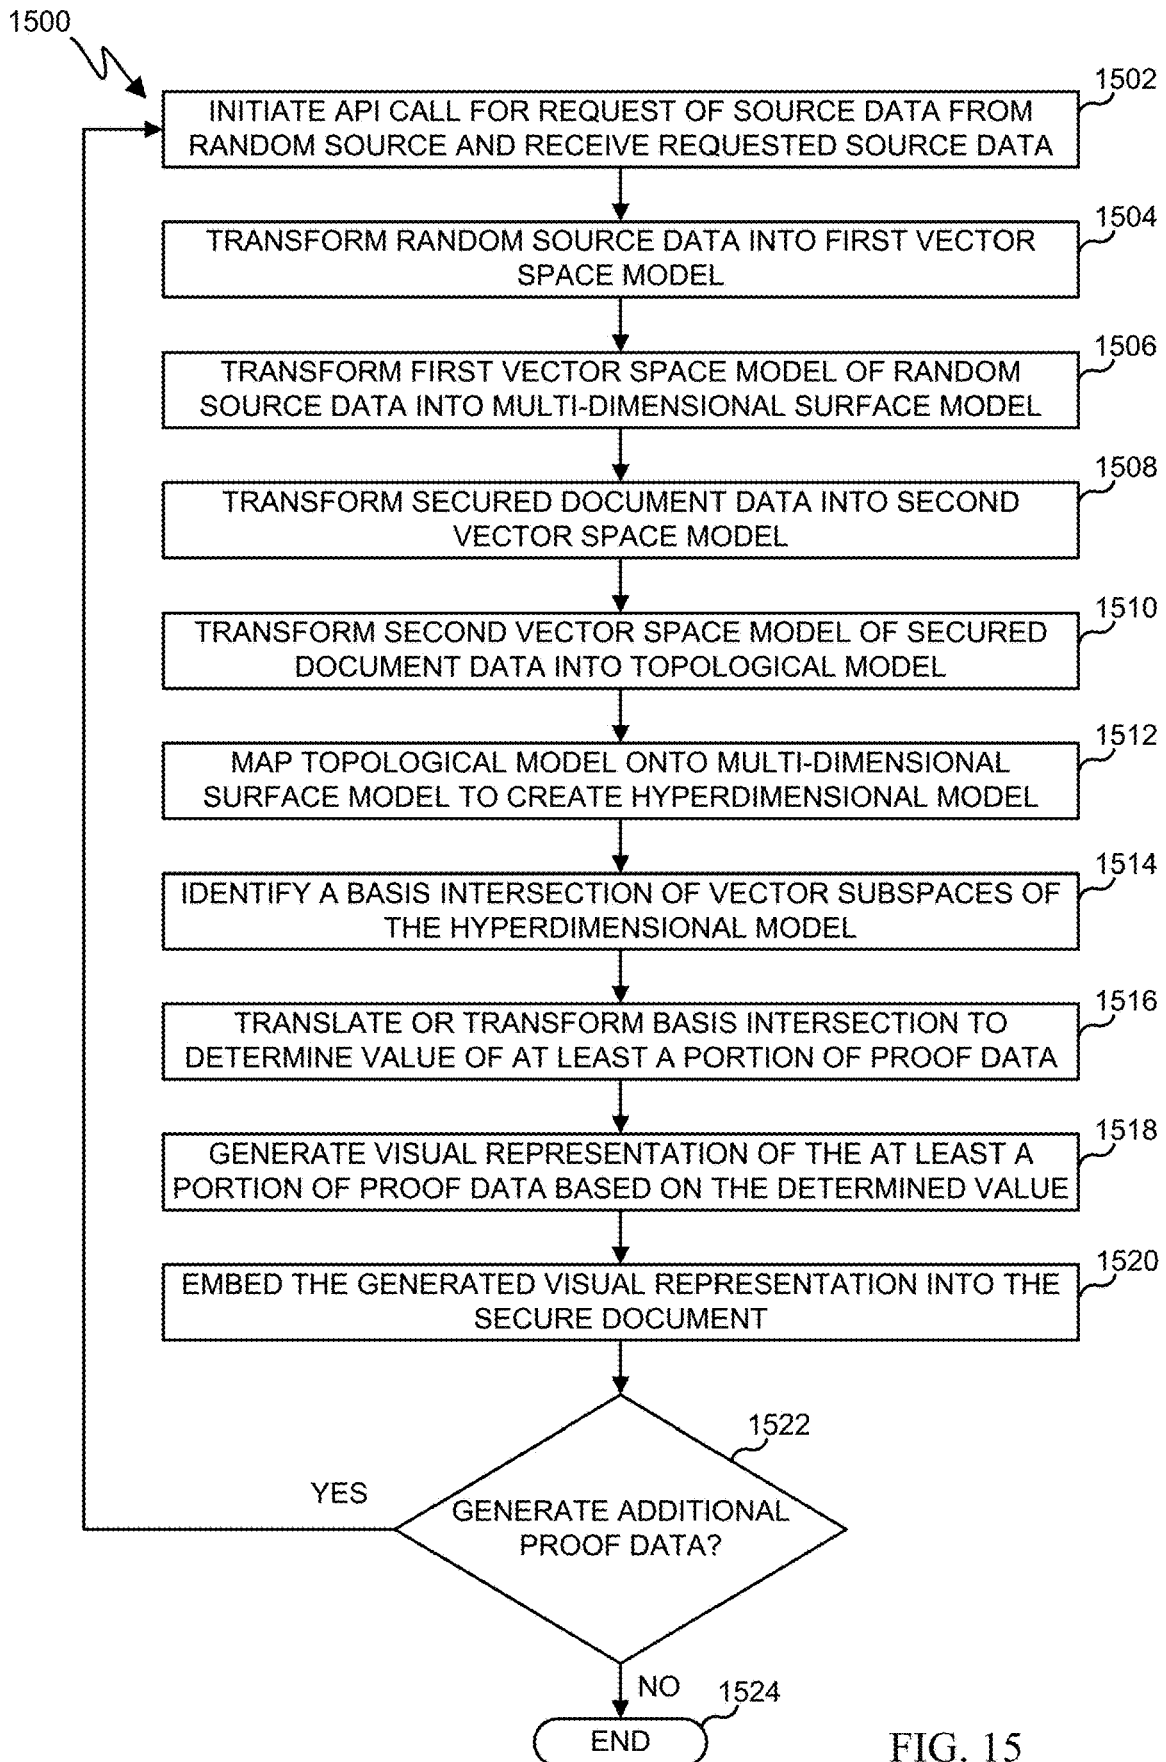 1500
1502
INITIATE API CALL FOR REQUEST OF SOURCE DATA FROM
RANDOM SOURCE AND RECEIVE REQUESTED SOURCE DATA
1504
TRANSFORM RANDOM SOURCE DATA INTO FIRST VECTOR
SPACE MODEL
1506
TRANSFORM FIRST VECTOR SPACE MODEL OF RANDOM
SOURCE DATA INTO MULTI-DIMENSIONAL SURFACE MODEL
1508
TRANSFORM SECURED DOCUMENT DATA INTO SECOND
VECTOR SPACE MODEL
1510
TRANSFORM SECOND VECTOR SPACE MODEL OF SECURED
DOCUMENT DATA INTO TOPOLOGICAL MODEL
1512
MAP TOPOLOGICAL MODEL ONTO MULTI-DIMENSIONAL
SURFACE MODEL TO CREATE HYPERDIMENSIONAL MODEL
1514
IDENTIFY A BASIS INTERSECTION OF VECTOR SUBSPACES OF
THE HYPERDIMENSIONAL MODEL
1516
TRANSLATE OR TRANSFORM BASIS INTERSECTION TO
DETERMINE VALUE OF AT LEAST A PORTION OF PROOF DATA
1518
GENERATE VISUAL REPRESENTATION OF THE AT LEAST A
PORTION OF PROOF DATA BASED ON THE DETERMINED VALUE
1520
EMBED THE GENERATED VISUAL REPRESENTATION INTO THE
SECURE DOCUMENT
1522
YES
GENERATE ADDITIONAL
PROOF DATA?
NO
1524
END
FIG. 15